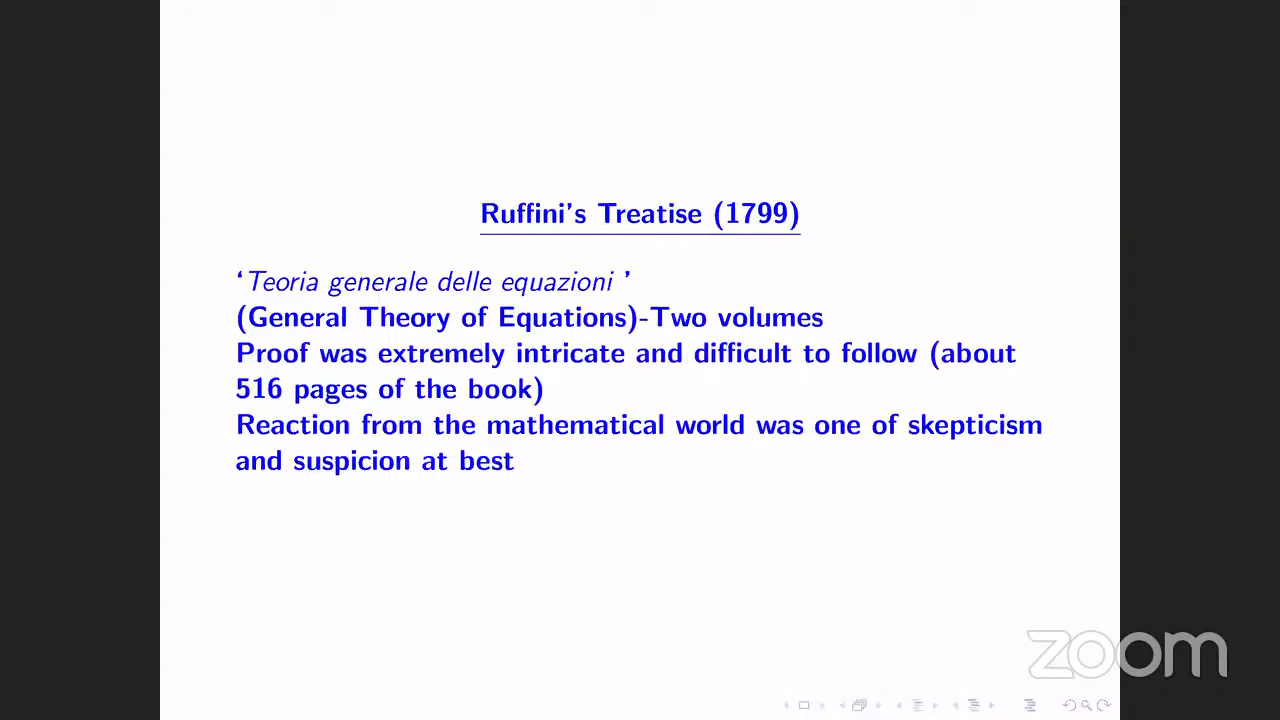 Ruffini's Treatise (1799)
‘Teoria generale delle equazioni ’
(General Theory of Equations)-Two volumes
Proof was extremely intricate and difficult to follow (about
516 pages of the book)
Reaction from the mathematical world was one of skepticism
and suspicion at best
zoom